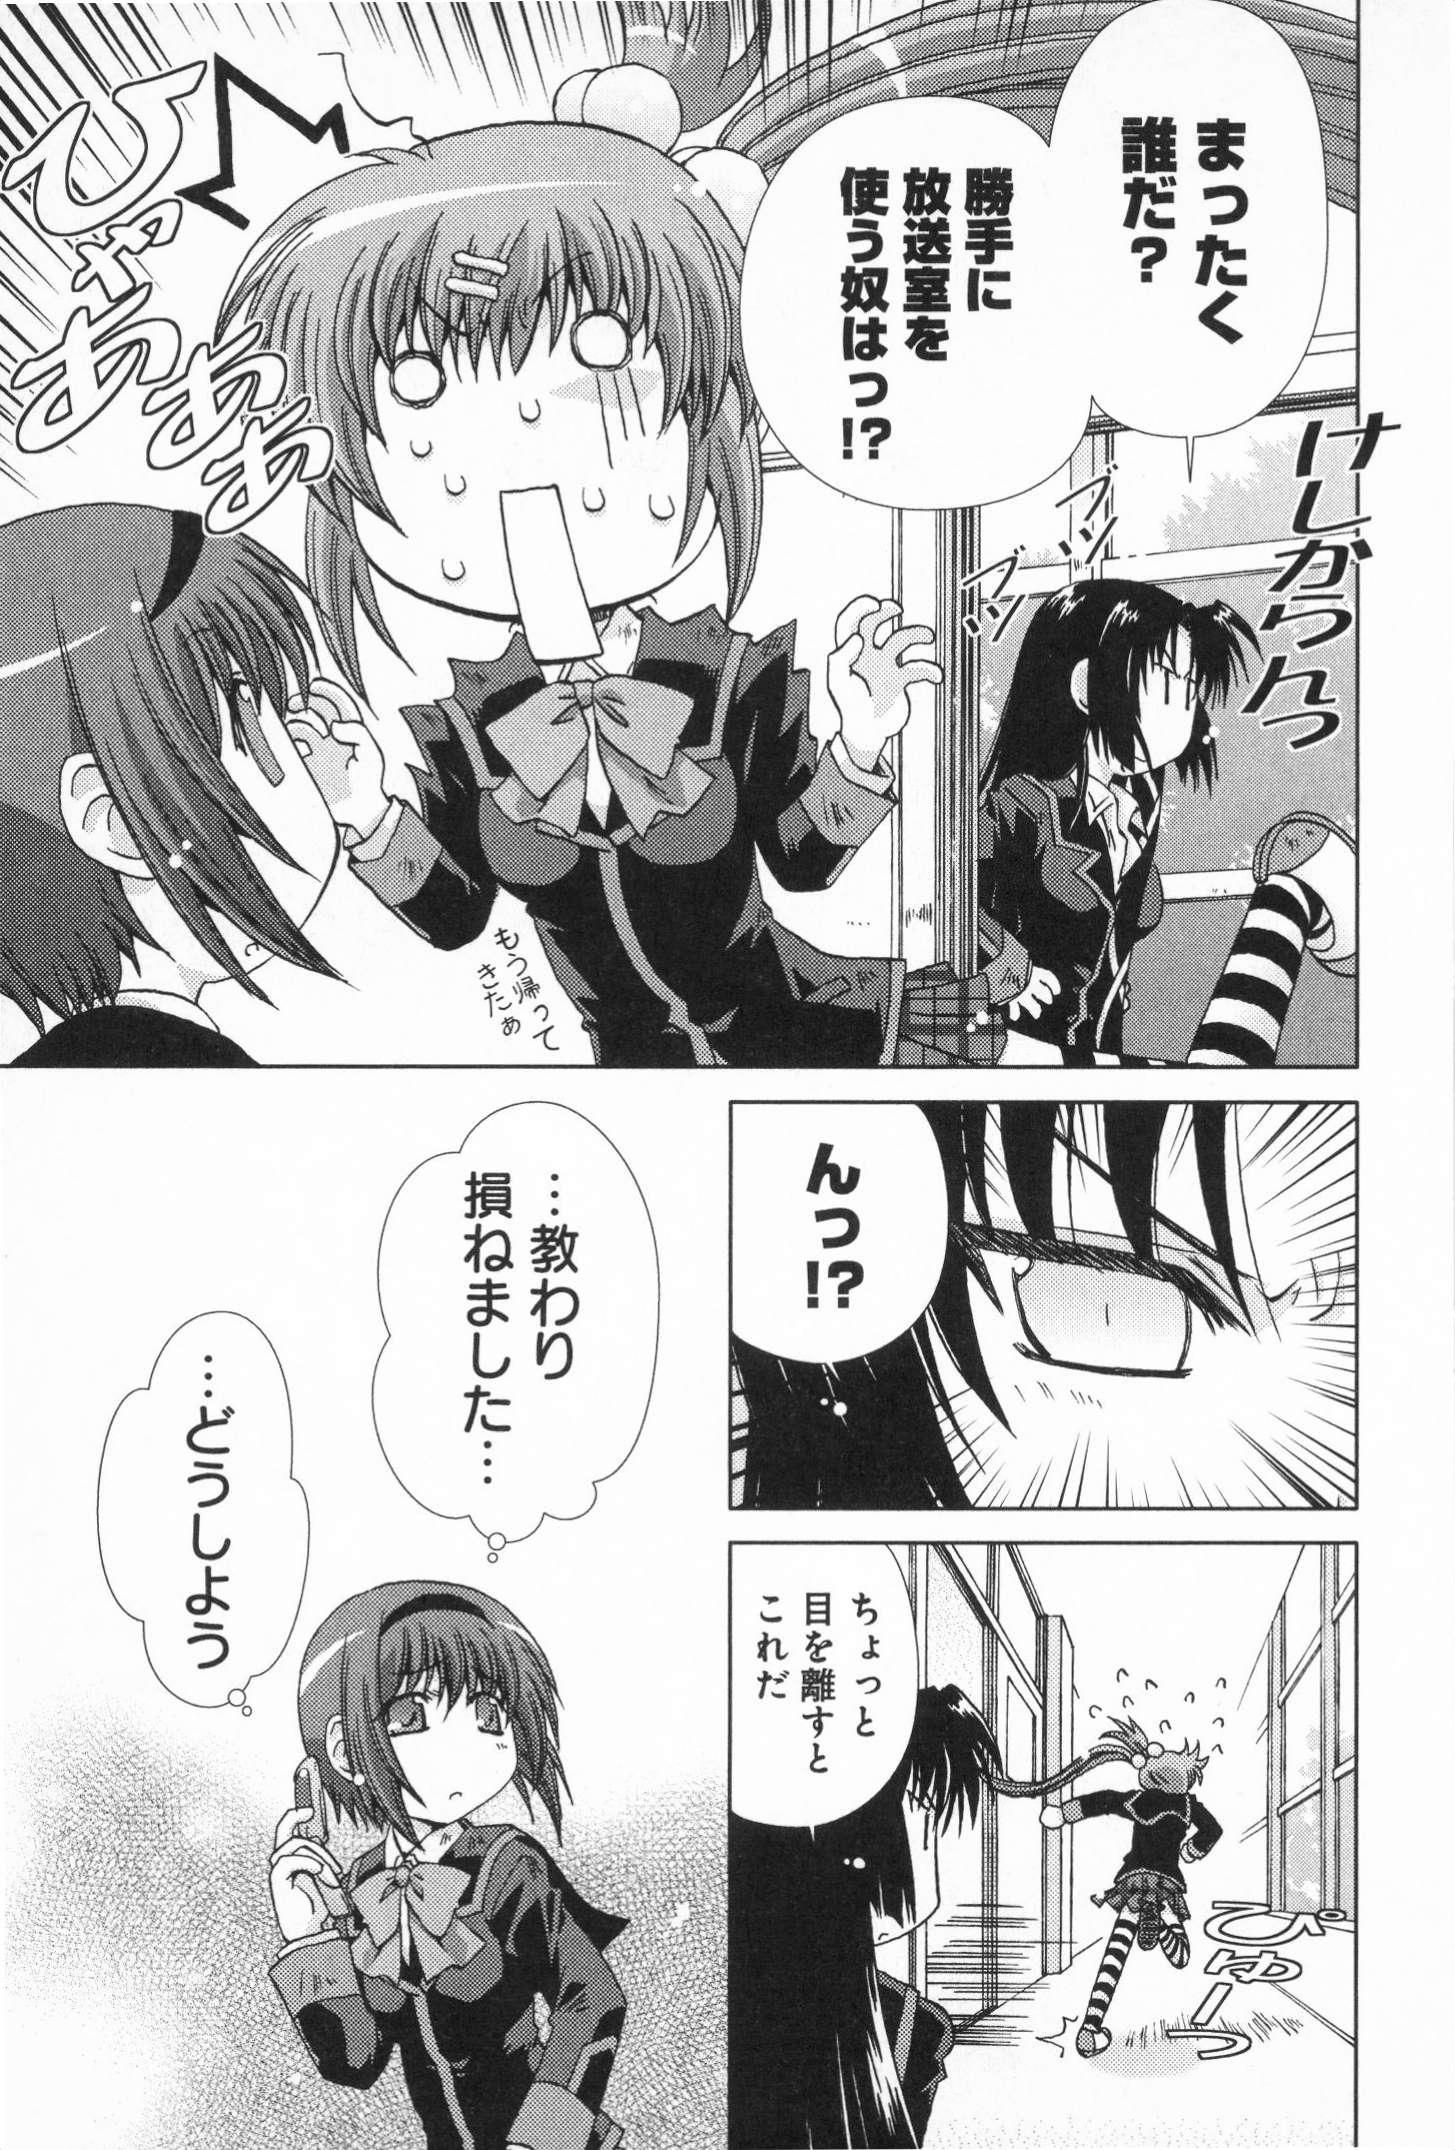 まったく
誰だ?
勝手に
放送室を
使う奴はっ!?
けしからんっ
ブツ
ブツ
ひゃああああ
もう帰って
きたぁ
んっ!?
…教わり
損ねました…
…どうしよう
ちょっと
目を離すと
これだ
ぴゅーっ